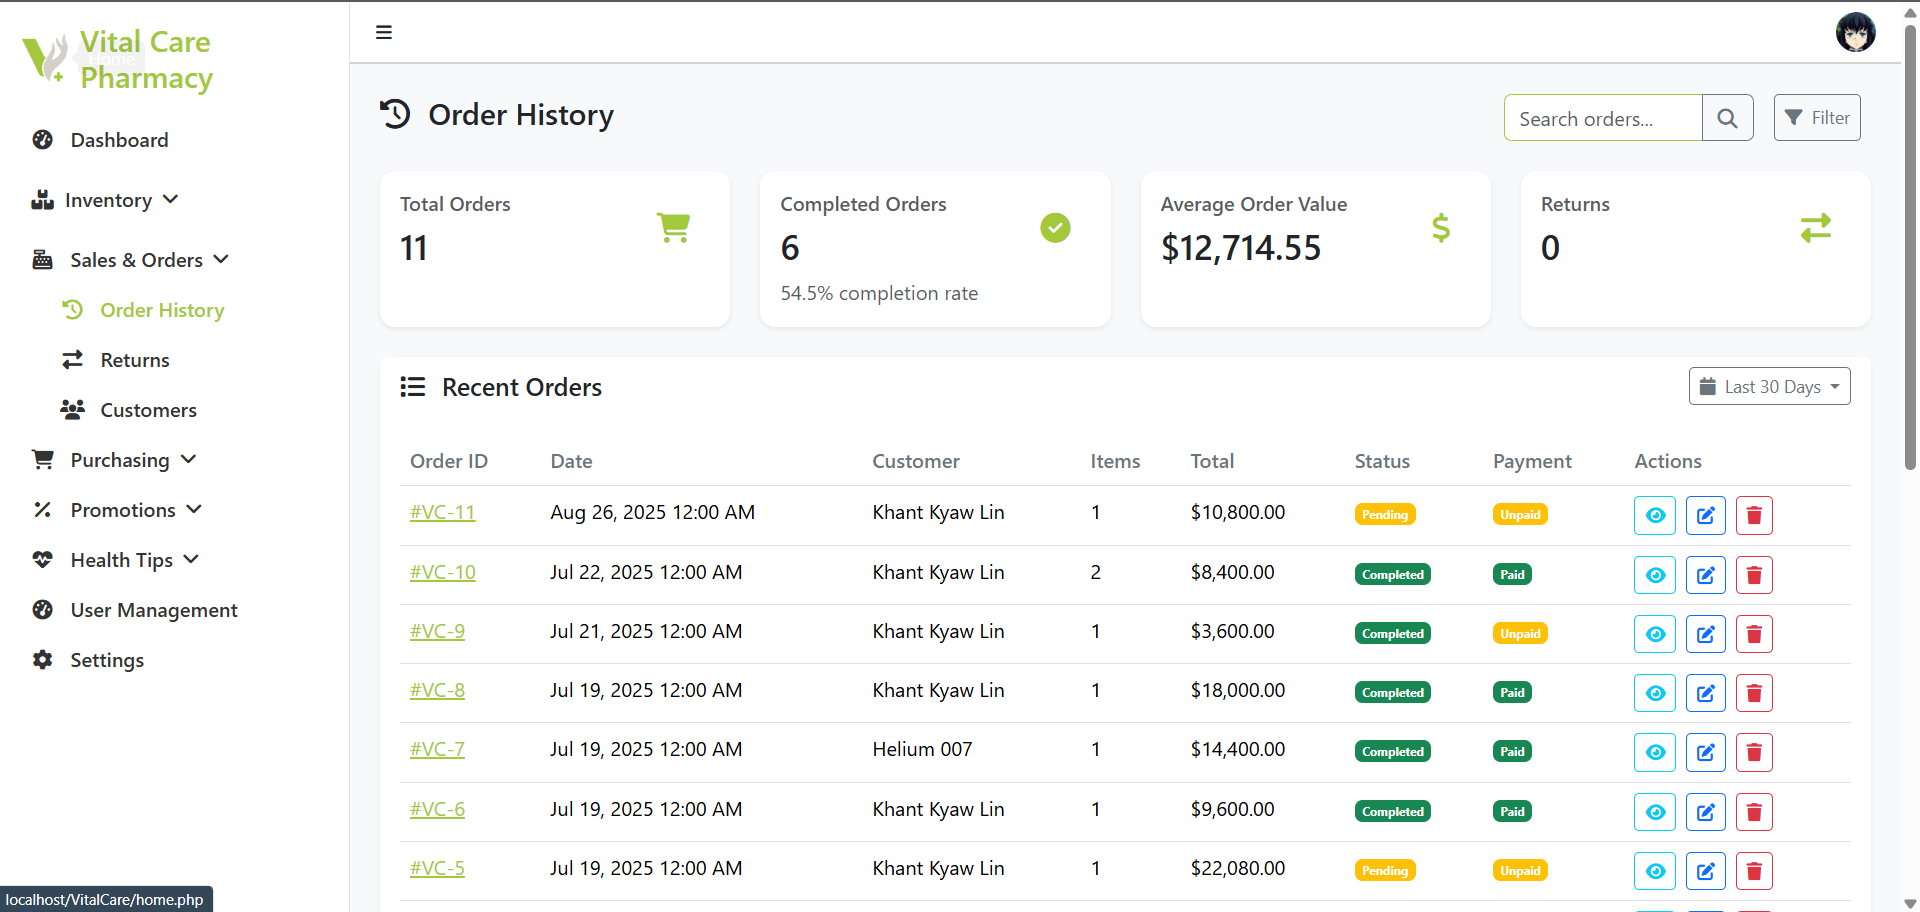 Vital Care
Home
Pharmacy
Dashboard
Inventory
Sales & Orders
Order History
Returns
Customers
Purchasing
Promotions
Health Tips
User Management
Settings
Order History
Search orders...
Filter
Total Orders
11
Completed Orders
6
54.5% completion rate
Average Order Value
$12,714.55
Returns
0
Recent Orders
Last 30 Days
Order ID Date Customer Items Total Status Payment Actions
#VC-11 Aug 26, 2025 12:00 AM Khant Kyaw Lin 1 $10,800.00 Pending Unpaid
#VC-10 Jul 22, 2025 12:00 AM Khant Kyaw Lin 2 $8,400.00 Completed Paid
#VC-9 Jul 21, 2025 12:00 AM Khant Kyaw Lin 1 $3,600.00 Completed Unpaid
#VC-8 Jul 19, 2025 12:00 AM Khant Kyaw Lin 1 $18,000.00 Completed Paid
#VC-7 Jul 19, 2025 12:00 AM Helium 007 1 $14,400.00 Completed Paid
#VC-6 Jul 19, 2025 12:00 AM Khant Kyaw Lin 1 $9,600.00 Completed Paid
#VC-5 Jul 19, 2025 12:00 AM Khant Kyaw Lin 1 $22,080.00 Pending Unpaid
localhost/VitalCare/home.php